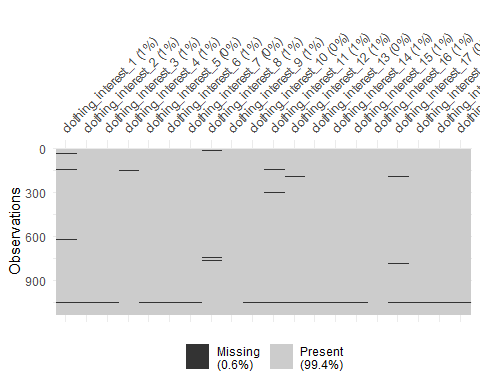 clothing_interest_1 (1%)
clothing_interest_2 (1%)
clothing_interest_3 (1%)
clothing_interest_4 (1%)
clothing_interest_5 (0%)
clothing_interest_6 (1%)
clothing_interest_7 (0%)
clothing_interest_8 (1%)
clothing_interest_9 (1%)
clothing_interest_10 (0%)
clothing_interest_11 (1%)
clothing_interest_12 (1%)
clothing_interest_13 (0%)
clothing_interest_14 (1%)
clothing_interest_15 (1%)
clothing_interest_16 (1%)
clothing_interest_17 (0
0
300
600
900
Observations
Missing
(0.6%)
Present
(99.4%)